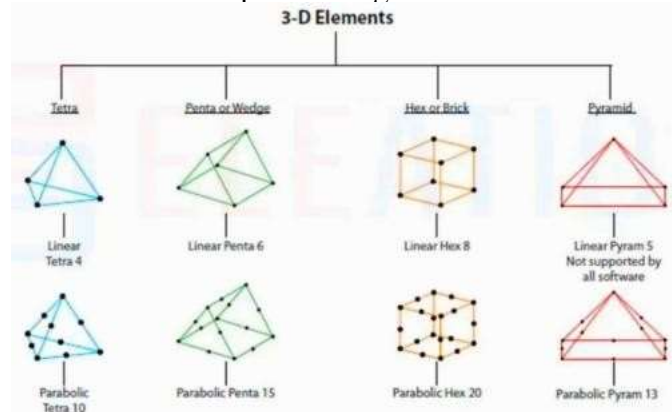 3-D Elements
Tetra
Penta or Wedge
Hex or Brick
Pyramid
Linear
Tetra 4
Linear Penta 6
Linear Hex 8
Linear Pyram 5
Not supported by
all software
Parabolic
Tetra 10
Parabolic Penta 15
Parabolic Hex 20
Parabolic Pyram 13